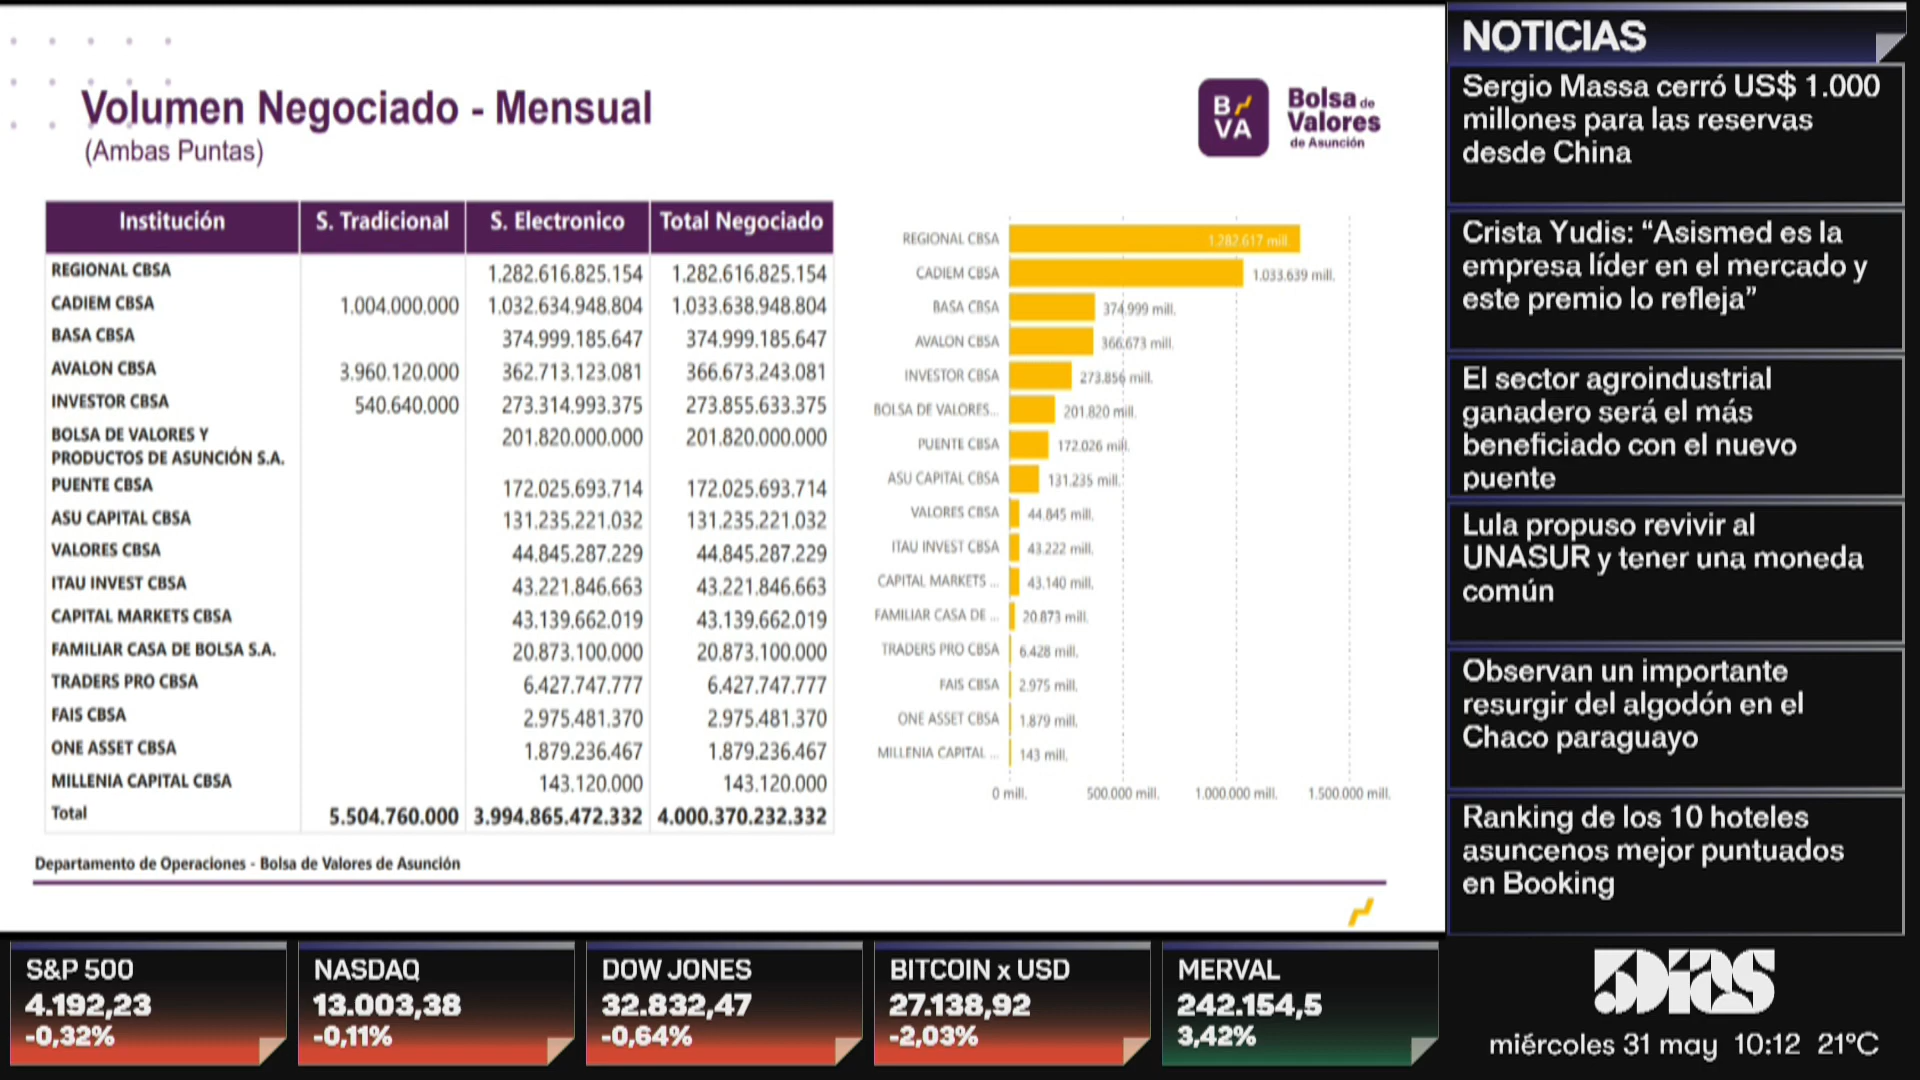 Volumen Negociado - Mensual
(Ambas Puntas)
B VA
Bolsa de
Valores
de Asunción
Institución S. Tradicional S. Electronico Total Negociado
REGIONAL CBSA 1.282.616.825.154 1.282.616.825.154
CADIEM CBSA 1.004.000.000 1.032.634.948.804 1.033.638.948.804
BASA CBSA 374.999.185.647 374.999.185.647
AVALON CBSA 3.960.120.000 362.713.123.081 366.673.243.081
INVESTOR CBSA 540.640.000 273.314.993.375 273.855.633.375
BOLSA DE VALORES Y
PRODUCTOS DE ASUNCIÓN S.A. 201.820.000.000 201.820.000.000
PUENTE CBSA 172.025.693.714 172.025.693.714
ASU CAPITAL CBSA 131.235.221.032 131.235.221.032
VALORES CBSA 44.845.287.229 44.845.287.229
ITAU INVEST CBSA 43.221.846.663 43.221.846.663
CAPITAL MARKETS CBSA 43.139.662.019 43.139.662.019
FAMILIAR CASA DE BOLSA S.A. 20.873.100.000 20.873.100.000
TRADERS PRO CBSA 6.427.747.777 6.427.747.777
FAIS CBSA 2.975.481.370 2.975.481.370
ONE ASSET CBSA 1.879.236.467 1.879.236.467
MILLENIA CAPITAL CBSA 143.120.000 143.120.000
Total 5.504.760.000 3.994.865.472.332 4.000.370.232.332
REGIONAL CBSA 1.282.617 mill.
CADIEM CBSA 1.033.639 mill.
BASA CBSA 374.999 mill.
AVALON CBSA 366.673 mill.
INVESTOR CBSA 273.856 mill.
BOLSA DE VALORES... 201.820 mill.
PUENTE CBSA 172.026 mill.
ASU CAPITAL CBSA 131.235 mill.
VALORES CBSA 44.845 mill.
ITAU INVEST CBSA 43.222 mill.
CAPITAL MARKETS ... 43.140 mill.
FAMILIAR CASA DE ... 20.873 mill.
TRADERS PRO CBSA 6.428 mill.
FAIS CBSA 2.975 mill.
ONE ASSET CBSA 1.879 mill.
MILLENIA CAPITAL ... 143 mill.
0 mill. 500.000 mill. 1.000.000 mill. 1.500.000 mill.
Departamento de Operaciones - Bolsa de Valores de Asunción
NOTICIAS
Sergio Massa cerró US$ 1.000
millones para las reservas
desde China
Crista Yudis: “Asismed es la
empresa líder en el mercado y
este premio lo refleja”
El sector agroindustrial
ganadero será el más
beneficiado con el nuevo
puente
Lula propuso revivir al
UNASUR y tener una moneda
común
Observan un importante
resurgir del algodón en el
Chaco paraguayo
Ranking de los 10 hoteles
asuncenos mejor puntuados
en Booking
S&P 500
4.192,23
-0,32%
NASDAQ
13.003,38
-0,11%
DOW JONES
32.832,47
-0,64%
BITCOIN x USD
27.138,92
-2,03%
MERVAL
242.154,5
3,42%
5DIAS
miércoles 31 may 10:12 21°C